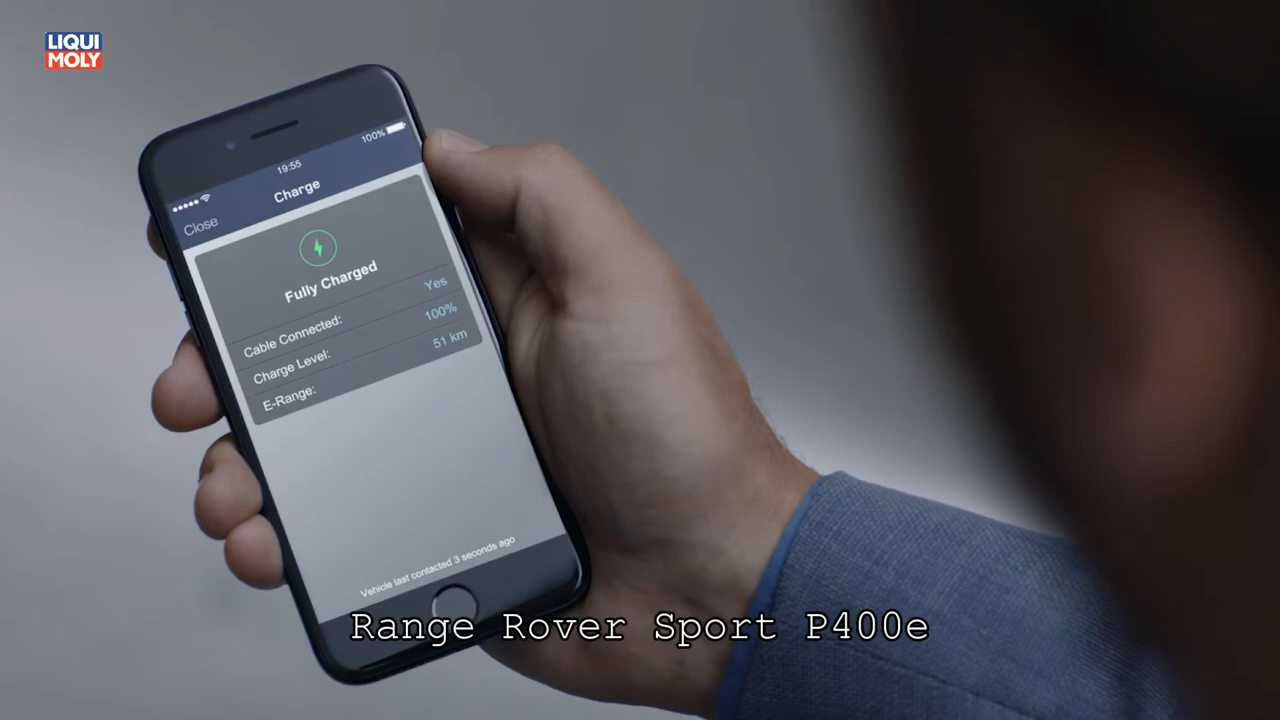 LIQUI
MOLY
100%
19:55
Charge
Close
Fully Charged
Cable Connected: Yes
Charge Level: 100%
E-Range: 51 km
Vehicle last contacted 3 seconds ago
Range Rover Sport P400e